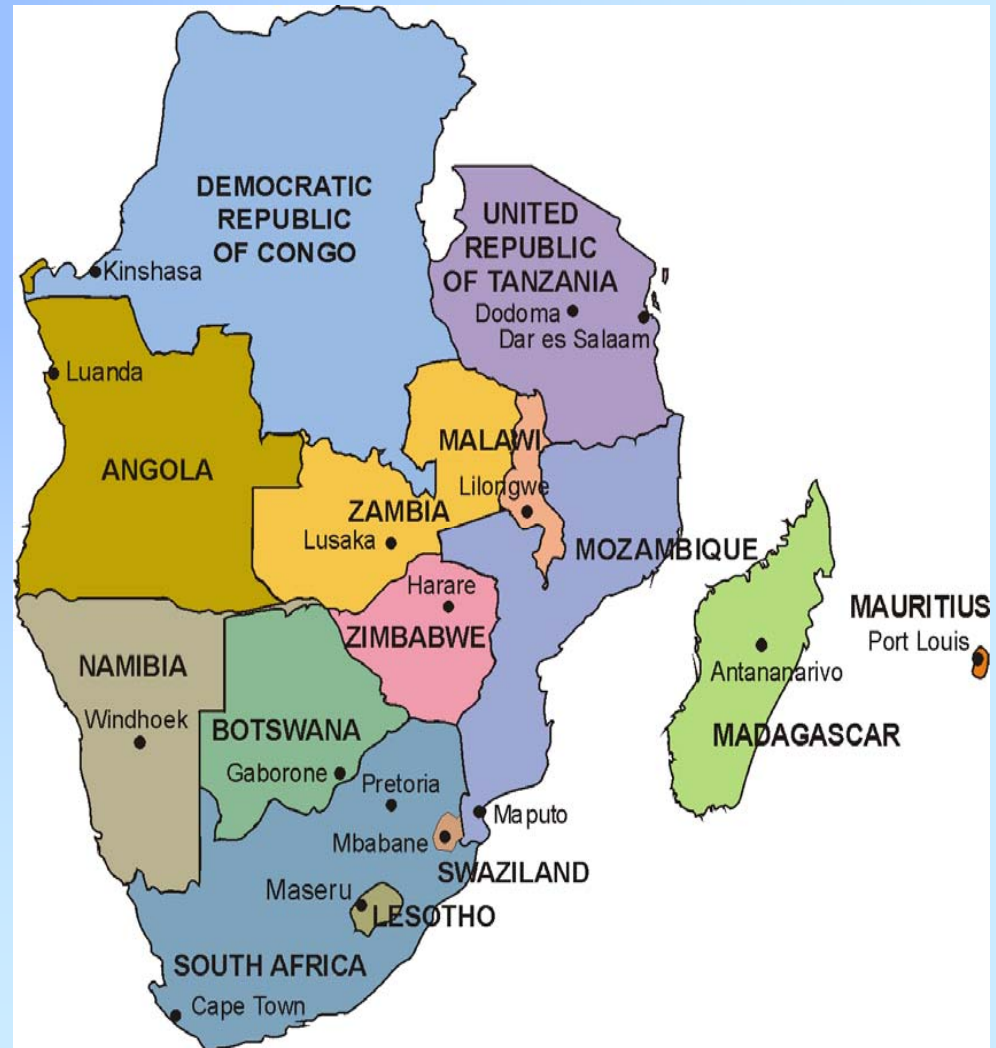 DEMOCRATIC
REPUBLIC
OF CONGO
Kinshasa
UNITED
REPUBLIC
OF TANZANIA
Dodoma
Dar es Salaam
Luanda
ANGOLA
MALAWI
Lilongwe
ZAMBIA
Lusaka
MOZAMBIQUE
Harare
ZIMBABWE
MAURITIUS
Port Louis
NAMIBIA
Windhoek
Antananarivo
MADAGASCAR
BOTSWANA
Gaborone
Pretoria
Maputo
Mbabane
SWAZILAND
Maseru
LESOTHO
SOUTH AFRICA
Cape Town